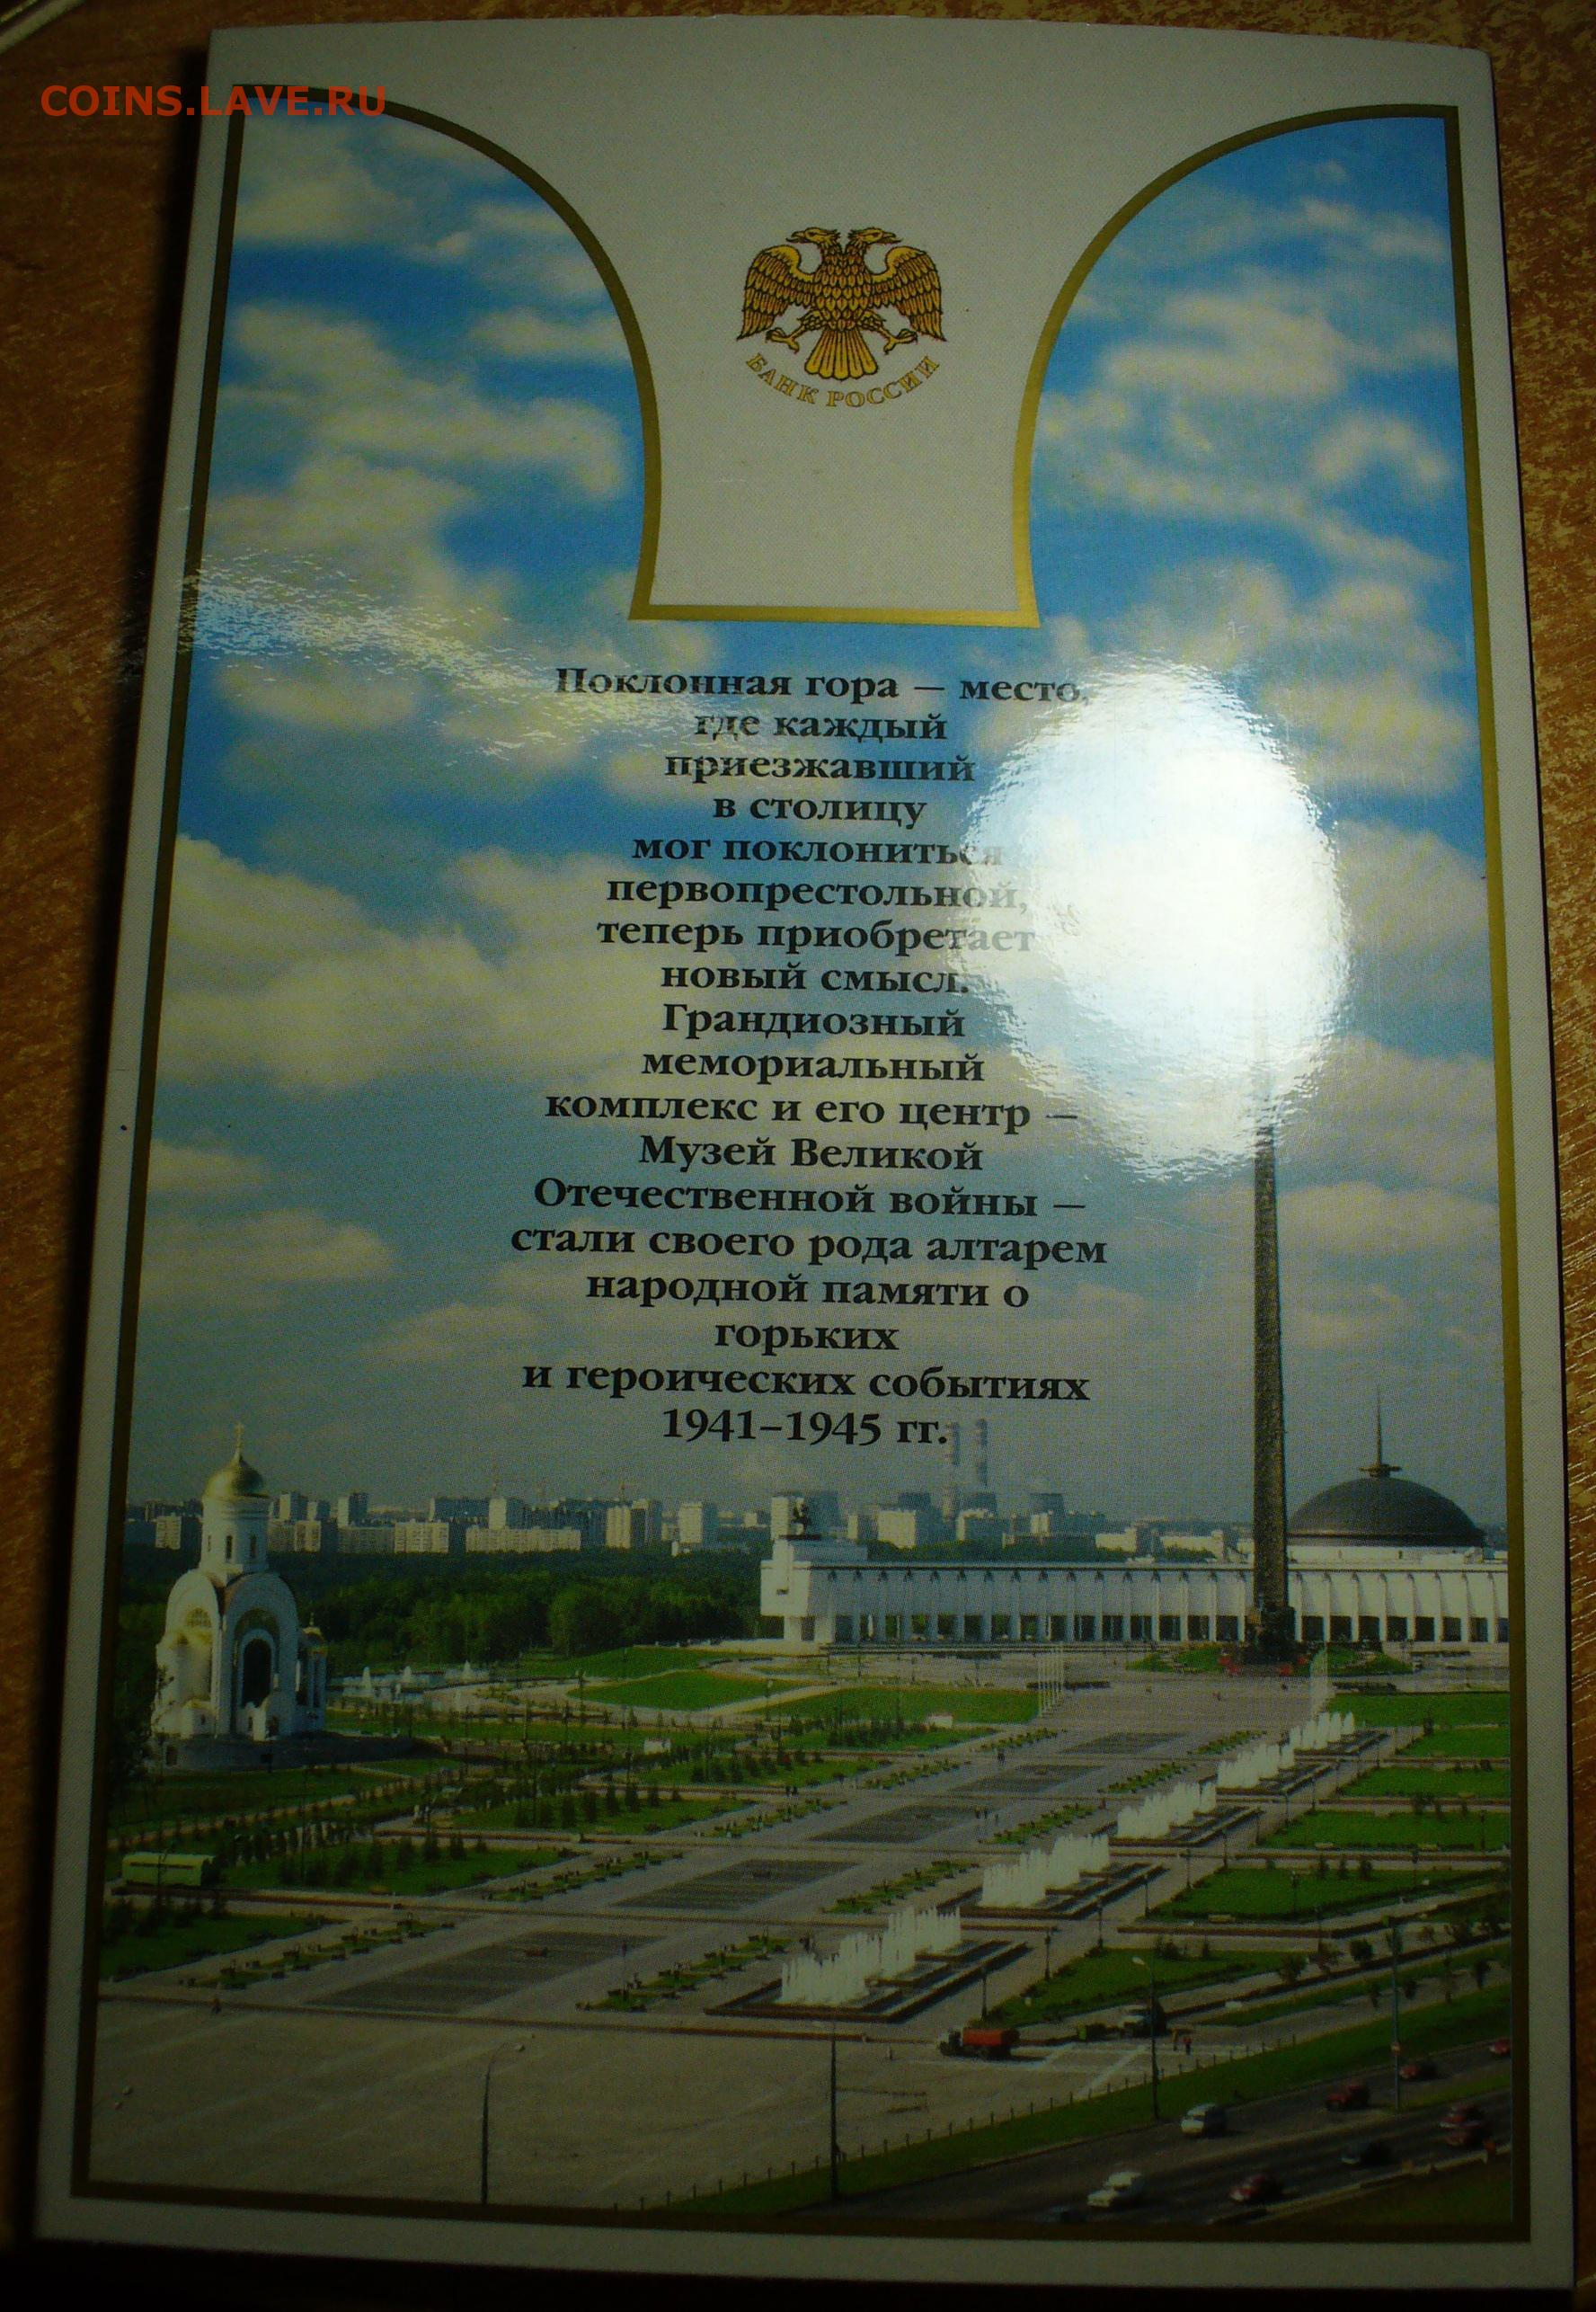 COINS.LAVE.RU
БАНК РОССИИ
Поклонная гора – место,
где каждый
приезжавший
в столицу
мог поклониться
первопрестольной,
теперь приобретает
новый смысл.
Грандиозный
мемориальный
комплекс и его центр –
Музей Великой
Отечественной войны –
стали своего рода алтарем
народной памяти о
горьких
и героических событиях
1941–1945 гг.